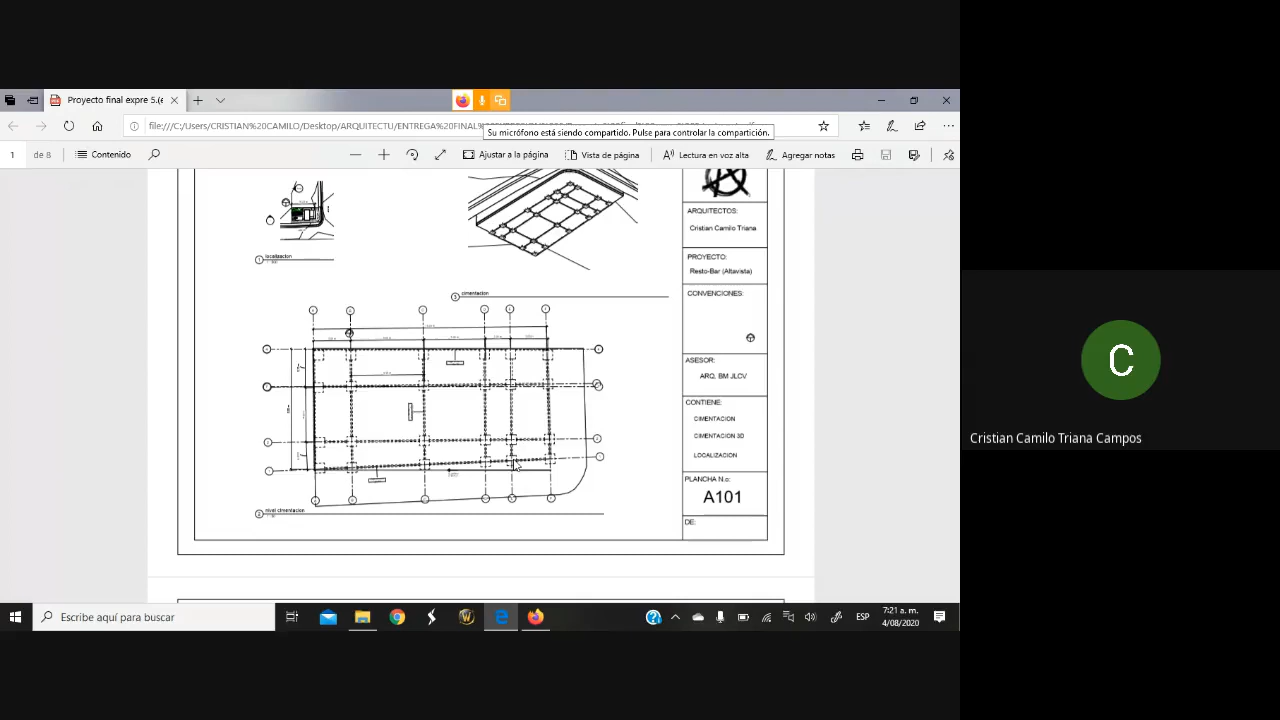 Proyecto final expre 5.(e
file:///C:/Users/CRISTIAN%20CAMILO/Desktop/ARQUITECTU/ENTREGA%20FINAL%
Su micrófono está siendo compartido. Pulse para controlar la compartición.
1 de 8
Contenido
Ajustar a la página
Vista de página
Lectura en voz alta
Agregar notas
1 localizacion
3 cimentacion
2 nivel cimentacion
ARQUITECTOS:
Cristian Camilo Triana
PROYECTO:
Resto-Bar (Altavista)
CONVENCIONES:
ASESOR:
ARQ. BM JLCV
CONTIENE:
CIMENTACION
CIMENTACION 3D
LOCALIZACION
PLANCHA N.o:
A101
DE:
C
Cristian Camilo Triana Campos
Escribe aquí para buscar
ESP
7:21 a. m.
4/08/2020